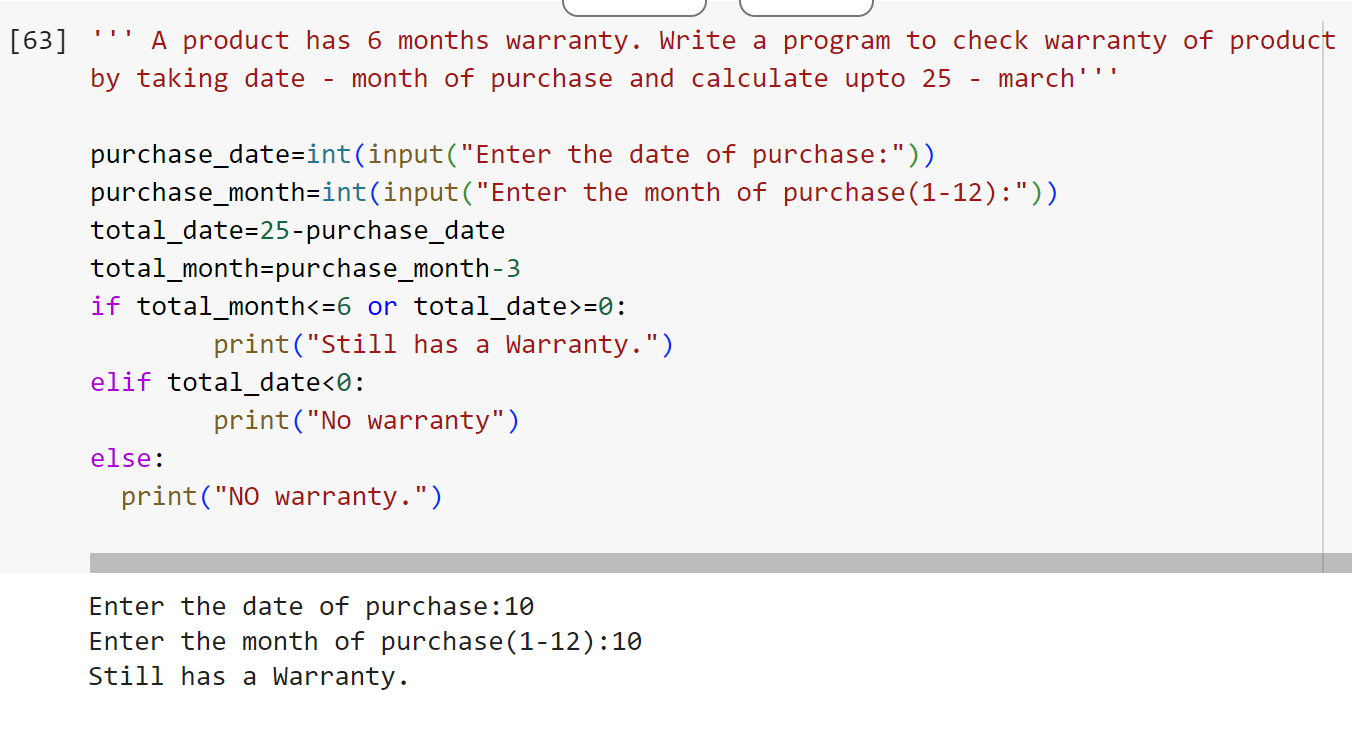 [63] ''' A product has 6 months warranty. Write a program to check warranty of product
by taking date - month of purchase and calculate upto 25 - march'''
purchase_date=int(input("Enter the date of purchase:"))
purchase_month=int(input("Enter the month of purchase(1-12):"))
total_date=25-purchase_date
total_month=purchase_month-3
if total_month<=6 or total_date>=0:
        print("Still has a Warranty.")
elif total_date<0:
        print("No warranty")
else:
  print("NO warranty.")
Enter the date of purchase:10
Enter the month of purchase(1-12):10
Still has a Warranty.